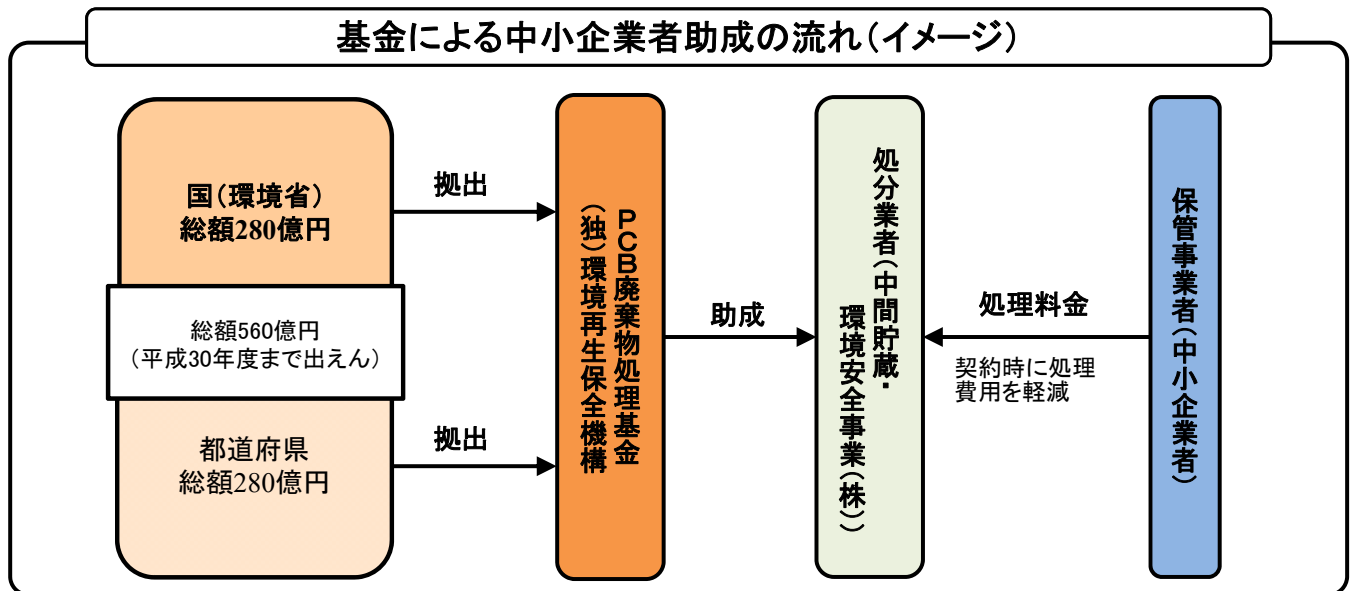 基金による中小企業者助成の流れ(イメージ)
国(環境省)
総額280億円
総額560億円
(平成30年度まで出えん)
都道府県
総額280億円
拠出
拠出
PCB廃棄物処理基金
(独)環境再生保全機構
助成
処分業者(中間貯蔵・
環境安全事業(株))
処理料金
契約時に処理
費用を軽減
保管事業者(中小企業者)